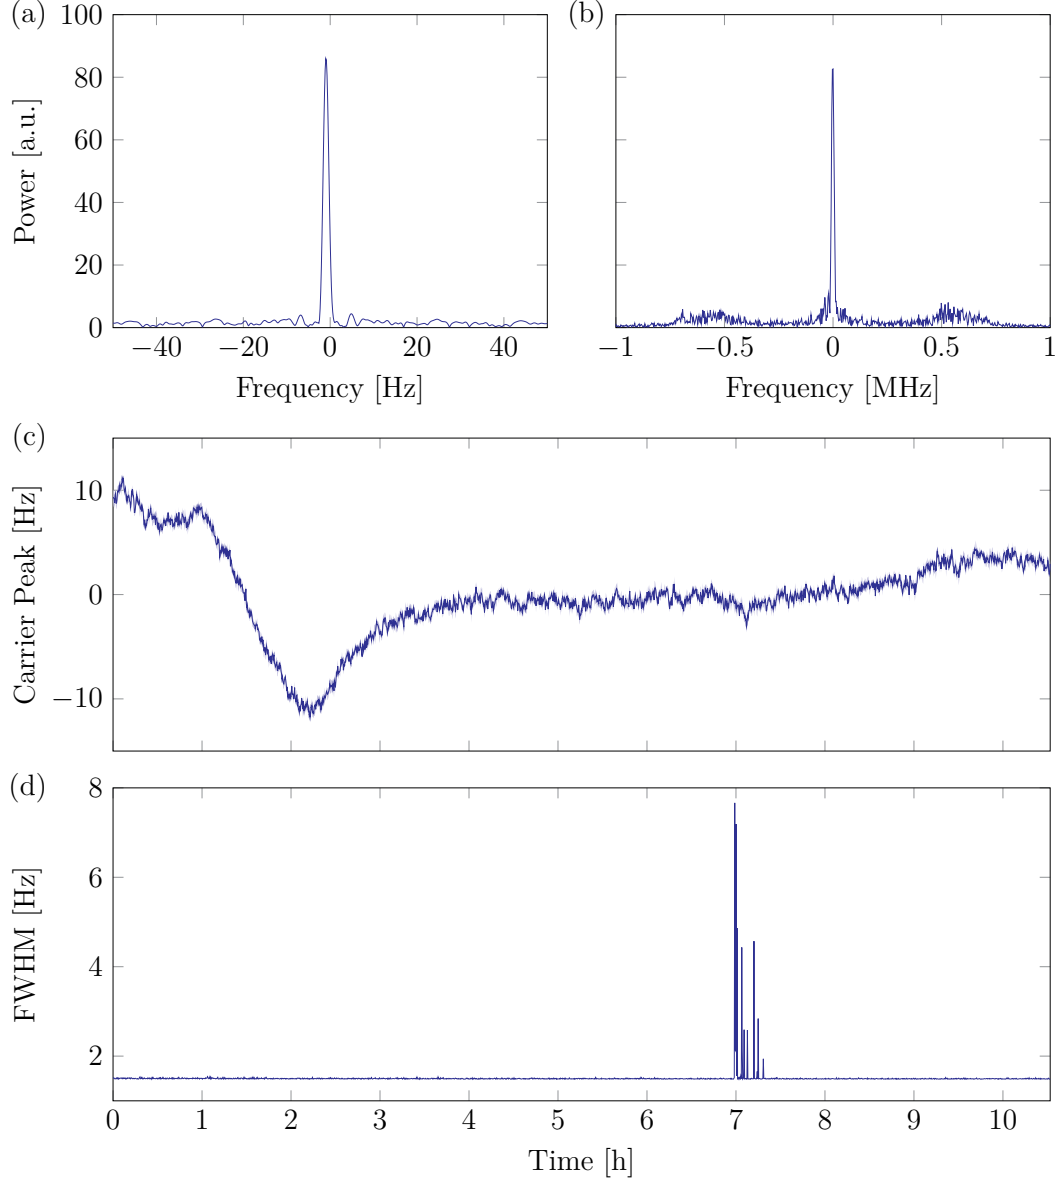 (a)
100
80
60
40
20
0
Power [a.u.]
−40 −20 0 20 40
Frequency [Hz]
(b)
−1 −0.5 0 0.5 1
Frequency [MHz]
(c)
10
0
−10
Carrier Peak [Hz]
(d)
8
6
4
2
FWHM [Hz]
0 1 2 3 4 5 6 7 8 9 10
Time [h]